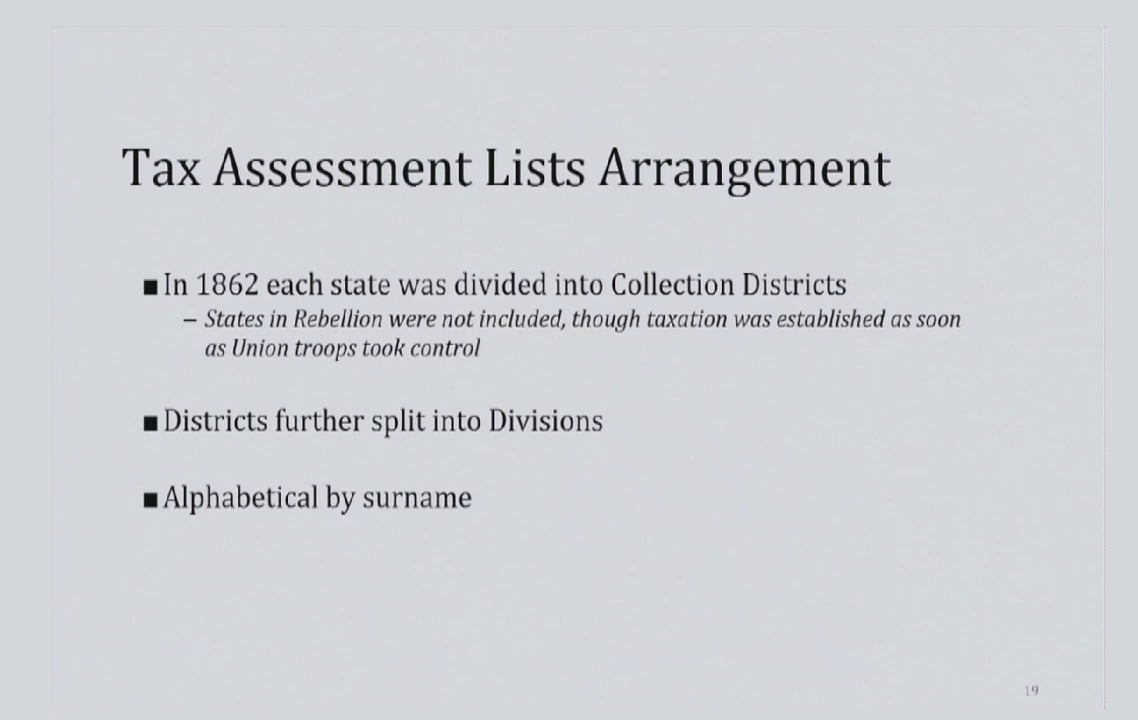 Tax Assessment Lists Arrangement
■ In 1862 each state was divided into Collection Districts
– States in Rebellion were not included, though taxation was established as soon
as Union troops took control
■ Districts further split into Divisions
■ Alphabetical by surname
19